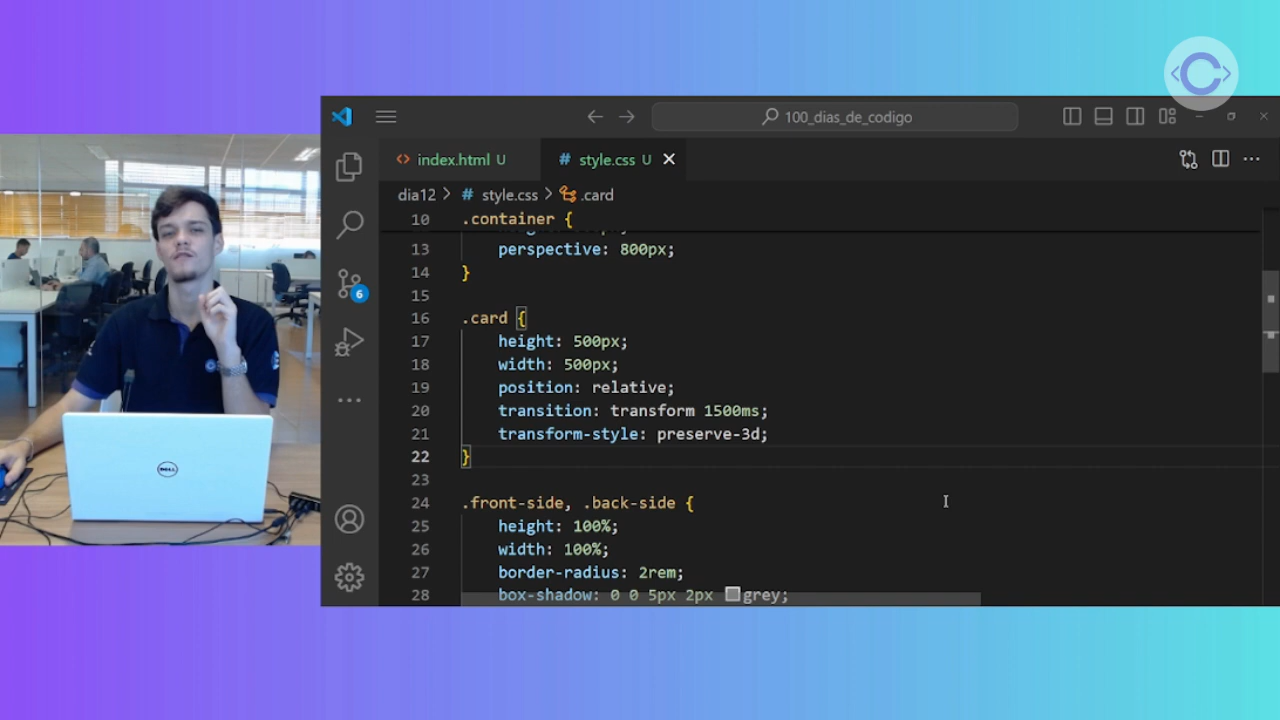 <C>
100_dias_de_codigo
index.html U
# style.css U
dia12 > # style.css > .card
10 .container {
13 perspective: 800px;
14 }
15
16 .card {
17 height: 500px;
18 width: 500px;
19 position: relative;
20 transition: transform 1500ms;
21 transform-style: preserve-3d;
22 }
23
24 .front-side, .back-side {
25 height: 100%;
26 width: 100%;
27 border-radius: 2rem;
28 box-shadow: 0 0 5px 2px grey;
6
DELL